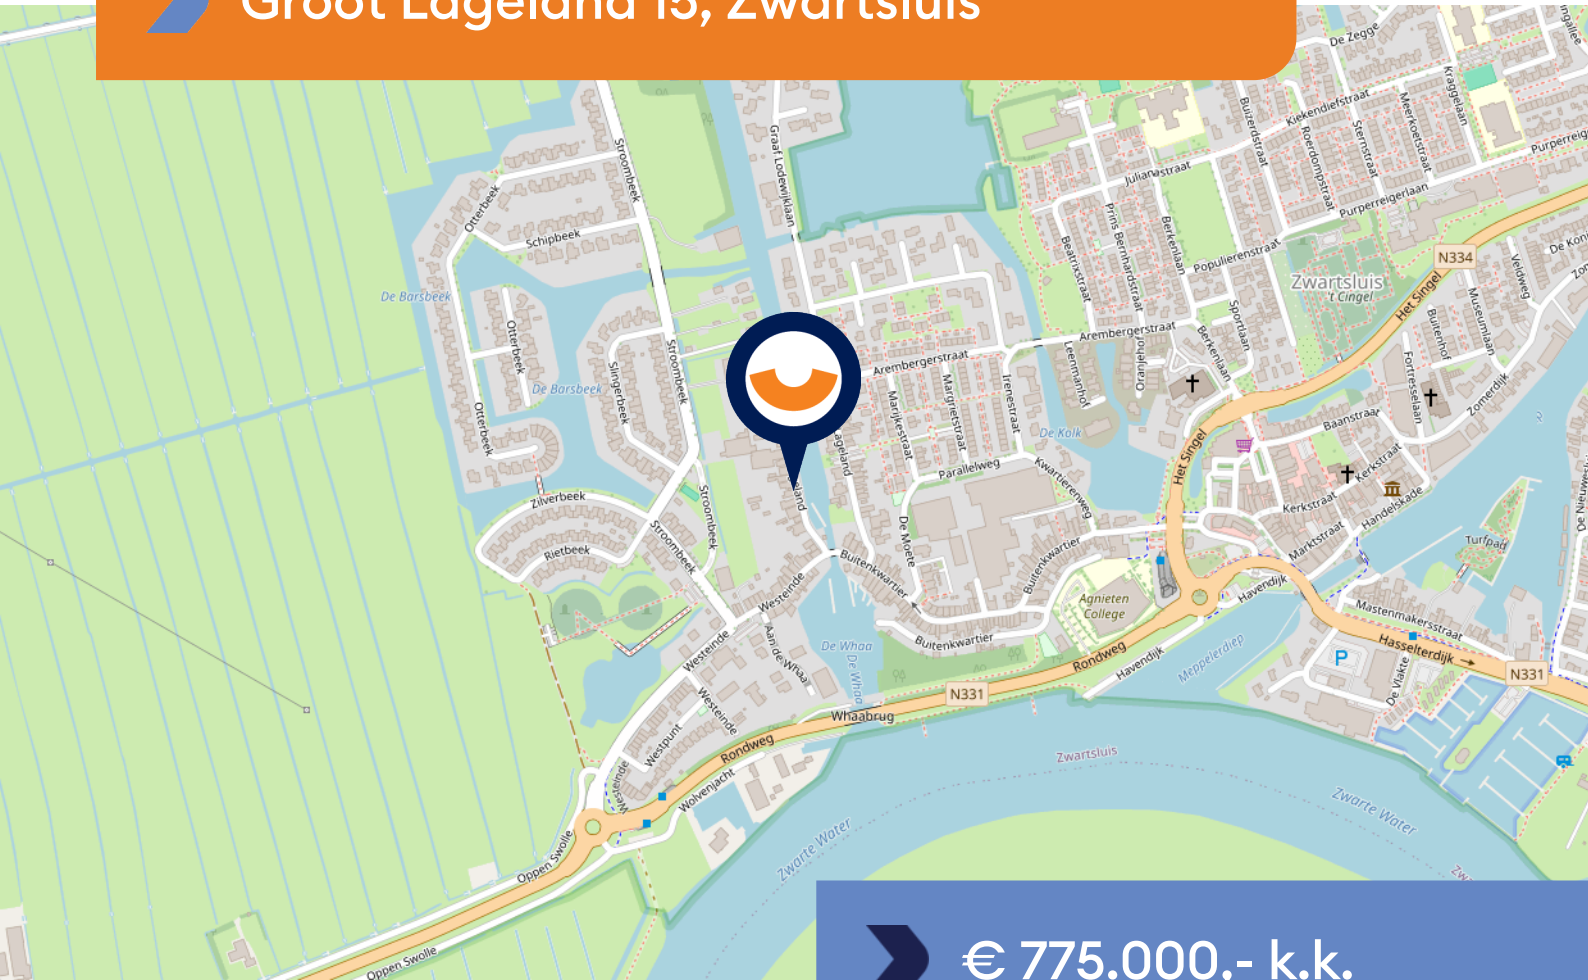 Groot Lageland 15, Zwartsluis
De Zegge
Kraggelaan
Kiekendiefstraat
Buizerdstraat
Roerdompstraat
Sternstraat
Meerkoetstraat
Purperreigerlaan
Stroombeek
Graaf Lodewijklaan
Julianastraat
Otterbeek
Schipbeek
Prins Bernhardstraat
Beatrixstraat
Berkenlaan
Populierenstraat
N334
De Barsbeek
Zwartsluis
't Cingel
Het Singel
Veldweg
Museumlaan
Buitenhof
Otterbeek
Slingerbeek
Stroombeek
Arembergerstraat
Arembergerstraat
Sportlaan
Berkenlaan
Leenmanhof
Oranjehof
De Barsbeek
Fortresselaan
Otterbeek
Marijkestraat
Margrietstraat
Irenestraat
De Kolk
Baanstraat
Zomerdijk
Parallelweg
Kwartierenweg
Het Singel
Kerkstraat
Kerkstraat
Handelskade
Marktstraat
Zilverbeek
Rietbeek
Stroombeek
Stroombeek
De Moete
Buitenkwartier
Buitenkwartier
Buitenkwartier
Turfpad
Westeinde
Agnieten
College
Havendijk
Mastenmakersstraat
Hasselterdijk
N331
P
De Vlakte
Westeinde
Aan de Whaa
De Whaa
De Whaa
Rondweg
Havendijk
Meppelerdiep
N331
Whaabrug
Westeinde
Westpunt
Rondweg
Westeinde
Wolvenjacht
Zwartsluis
Zwarte Water
Zwarte Water
Oppen Swolle
Oppen Swolle
€ 775.000.- k.k.